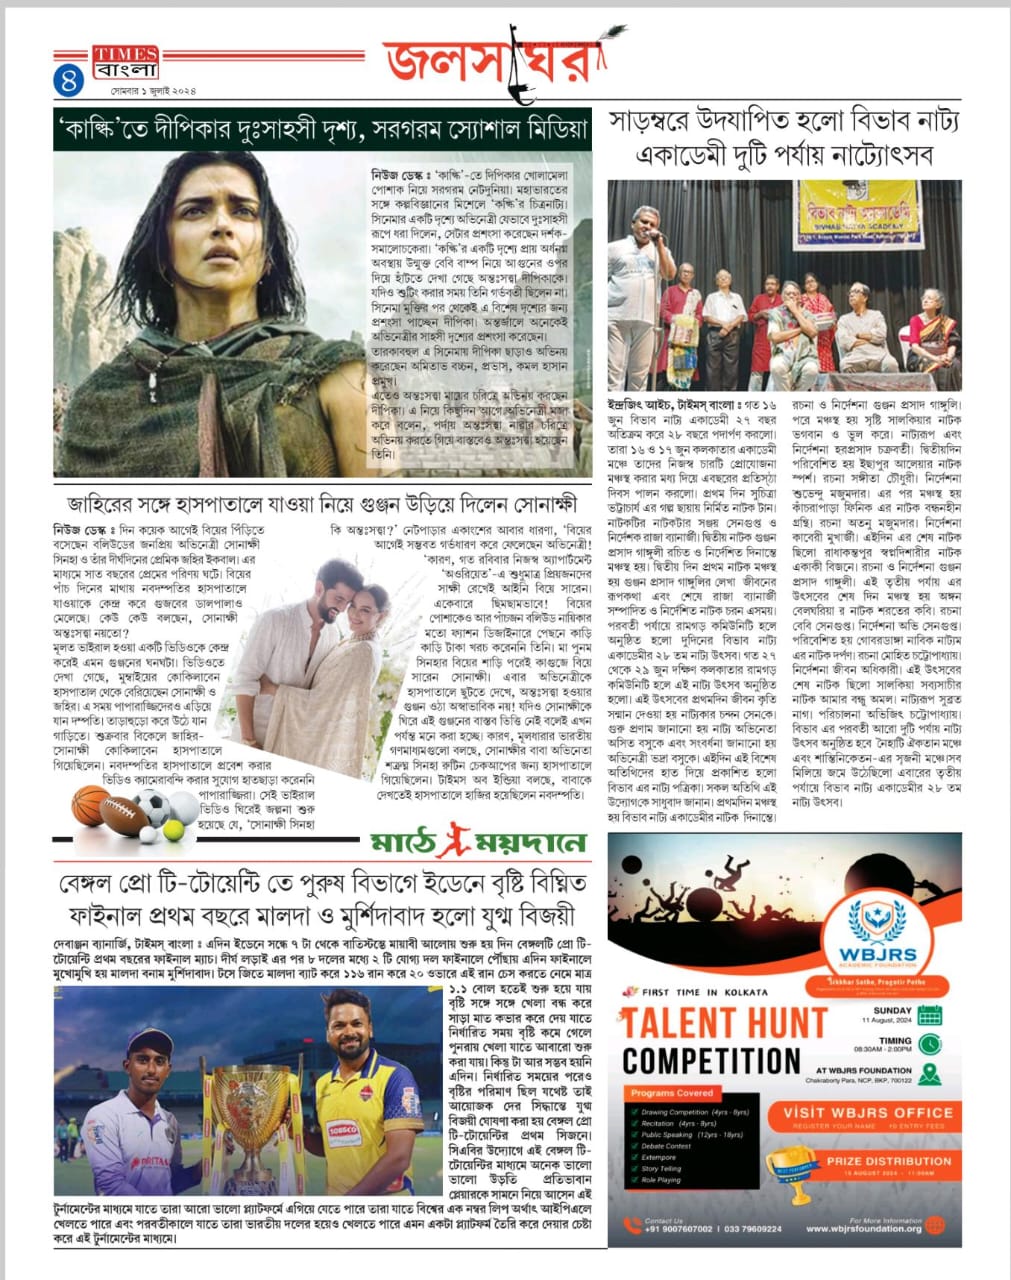 TIMES
বাংলা
৪
সোমবার ১ জুলাই ২০২৪
জলসাঘর
'কাল্কি'তে দীপিকার দুঃসাহসী দৃশ্য, সরগরম স্যোশাল মিডিয়া
নিউজ ডেস্ক : 'কাল্কি'-তে দিপিকার খোলামেলা
পোশাক নিয়ে সরগরম নেটদুনিয়া। মহাভারতের
সঙ্গে কল্পবিজ্ঞানের মিশেলে 'কল্কি'র চিত্রনাট্য।
সিনেমার একটি দৃশ্যে অভিনেত্রী যেভাবে দুঃসাহসী
রূপে ধরা দিলেন, সেটার প্রশংসা করেছেন দর্শক-
সমালোচকেরা। 'কল্কি'র একটি দৃশ্যে প্রায় অর্ধনগ্ন
অবস্থায় উন্মুক্ত বেবি বাম্প নিয়ে আগুনের ওপর
দিয়ে হাঁটতে দেখা গেছে অন্তঃসত্ত্বা দীপিকাকে।
যদিও শুটিং করার সময় তিনি গর্ভবতী ছিলেন না।
সিনেমা মুক্তির পর থেকেই এ বিশেষ দৃশ্যের জন্য
প্রশংসা পাচ্ছেন দীপিকা। অন্তর্জালে অনেকেই
অভিনেত্রীর সাহসী দৃশ্যের প্রশংসা করেছেন।
তারকাবহুল এ সিনেমায় দীপিকা ছাড়াও অভিনয়
করেছেন অমিতাভ বচ্চন, প্রভাস, কমল হাসান
প্রমুখ।
এতেও অন্তঃসত্ত্বা মায়ের চরিত্রে অভিনয় করছেন
দীপিকা। এ নিয়ে কিছুদিন আগে অভিনেত্রী মজা
করে বলেন, পর্দায় অন্তঃসত্ত্বা নারীর চরিত্রে
অভিনয় করতে গিয়ে বাস্তবেও অন্তঃসত্ত্বা হয়েছেন
তিনি।
জাহিরের সঙ্গে হাসপাতালে যাওয়া নিয়ে গুঞ্জন উড়িয়ে দিলেন সোনাক্ষী
নিউজ ডেস্ক : দিন কয়েক আগেই বিয়ের পিঁড়িতে
বসেছেন বলিউডের জনপ্রিয় অভিনেত্রী সোনাক্ষী
সিনহা ও তাঁর দীর্ঘদিনের প্রেমিক জহির ইকবাল। এর
মাধ্যমে সাত বছরের প্রেমের পরিণয় ঘটে। বিয়ের
পাঁচ দিনের মাথায় নবদম্পতির হাসপাতালে
যাওয়াকে কেন্দ্র করে গুজবের ডালপালাও
মেলেছে। কেউ কেউ বলছেন, সোনাক্ষী
অন্তঃসত্ত্বা নয়তো?
মূলত ভাইরাল হওয়া একটি ভিডিওকে কেন্দ্র
করেই এমন গুঞ্জনের ঘনঘটা। ভিডিওতে
দেখা গেছে, মুম্বাইয়ের কোকিলাবেন
হাসপাতাল থেকে বেরিয়েছেন সোনাক্ষী ও
জহির। এ সময় পাপারাজ্জিদেরও এড়িয়ে
যান দম্পতি। তাড়াহুড়ো করে উঠে যান
গাড়িতে। শুক্রবার বিকেলে জাহির-
সোনাক্ষী কোকিলাবেন হাসপাতালে
গিয়েছিলেন। নবদম্পতির হাসপাতালে প্রবেশ করার
ভিডিও ক্যামেরাবন্দি করার সুযোগ হাতছাড়া করেননি
পাপারাজ্জিরা। সেই ভাইরাল
ভিডিও ঘিরেই জল্পনা শুরু
হয়েছে যে, 'সোনাক্ষী সিনহা
কি অন্তঃসত্ত্বা?' নেটপাড়ার একাংশের আবার ধারণা, 'বিয়ের
আগেই সম্ভবত গর্ভধারণ করে ফেলেছেন অভিনেত্রী!
কারণ, গত রবিবার নিজস্ব অ্যাপার্টমেন্ট
'অওরিয়েত'-এ শুধুমাত্র প্রিয়জনদের
সাক্ষী রেখেই আইনি বিয়ে সারেন।
একেবারে ছিমছামভাবে! বিয়ের
পোশাকেও আর পাঁচজন বলিউড নায়িকার
মতো ফ্যাশন ডিজাইনারে পেছনে কাড়ি
কাড়ি টাকা খরচ করেননি তিনি। মা পুনম
সিনহার বিয়ের শাড়ি পরেই কাগুজে বিয়ে
সারেন সোনাক্ষী। এবার অভিনেত্রীকে
হাসপাতালে ছুটতে দেখে, অন্তঃসত্ত্বা হওয়ার
গুঞ্জন ওঠা অস্বাভাবিক নয়! যদিও সোনাক্ষীকে
ঘিরে এই গুঞ্জনের বাস্তব ভিত্তি নেই বলেই এখন
পর্যন্ত মনে করা হচ্ছে। কারণ, মূলধারার ভারতীয়
গণমাধ্যমগুলো বলছে, সোনাক্ষীর বাবা অভিনেতা
শত্রুঘ্ন সিনহা রুটিন চেকআপের জন্য হাসপাতালে
গিয়েছিলেন। টাইমস অব ইন্ডিয়া বলছে, বাবাকে
দেখতেই হাসপাতালে হাজির হয়েছিলেন নবদম্পতি।
মাঠে ময়দানে
বেঙ্গল প্রো টি-টোয়েন্টি তে পুরুষ বিভাগে ইডেনে বৃষ্টি বিঘ্নিত
ফাইনাল প্রথম বছরে মালদা ও মুর্শিদাবাদ হলো যুগ্ম বিজয়ী
দেবাঞ্জন ব্যানার্জি, টাইমস্ বাংলা : এদিন ইডেনে সন্ধে ৭ টা থেকে বাতিস্তম্ভে মায়াবী আলোয় শুরু হয় দিন বেঙ্গলটি প্রো টি-
টোয়েন্টি প্রথম বছরের ফাইনাল ম্যাচ। দীর্ঘ লড়াই এর পর ৮ দলের মধ্যে ২ টি যোগ্য দল ফাইনালে পৌঁছায় এদিন ফাইনালে
মুখোমুখি হয় মালদা বনাম মুর্শিদাবাদ। টসে জিতে মালদা ব্যাট করে ১১৬ রান করে ২০ ওভারে এই রান চেস করতে নেমে মাত্র
১.১ বোল হতেই শুরু হয়ে যায়
বৃষ্টি সঙ্গে সঙ্গে খেলা বন্ধ করে
সাড়া মাত কভার করে দেয় যাতে
নির্ধারিত সময় বৃষ্টি কমে গেলে
পুনরায় খেলা যাতে আবারো শুরু
করা যায়। কিন্তু টা আর সম্ভব হয়নি
এদিন। নির্ধারিত সময়ের পরেও
বৃষ্টির পরিমাণ ছিল যথেষ্ট তাই
আয়োজক দের সিদ্ধান্তে যুগ্ম
বিজয়ী ঘোষণা করা হয় বেঙ্গল প্রো
টি-টোয়েন্টির প্রথম সিজনে।
সিএবির উদ্যোগে এই বেঙ্গল টি-
টোয়েন্টির মাধ্যমে অনেক ভালো
ভালো উঠতি প্রতিভাবান
প্লেয়ারকে সামনে নিয়ে আসেন এই
টুর্নামেন্টের মাধ্যমে যাতে তারা আরো ভালো প্ল্যাটফর্মে এগিয়ে যেতে পারে তারা যাতে বিশ্বের এক নম্বর লিপ অর্থাৎ আইপিএলে
খেলতে পারে এবং পরবর্তীকালে যাতে তারা ভারতীয় দলের হয়েও খেলতে পারে এমন একটা প্ল্যাটফর্ম তৈরি করে দেয়ার চেষ্টা
করে এই টুর্নামেন্টের মাধ্যমে।
সাড়ম্বরে উদযাপিত হলো বিভাব নাট্য
একাডেমী দুটি পর্যায় নাট্যোৎসব
বিভাব নাট্য একাডেমি
BIVHAB NATYA ACADEMY
ইন্দ্রজিৎ আইচ, টাইমস্ বাংলা : গত ১৬
জুন বিভাব নাট্য একাডেমী ২৭ বছর
অতিক্রম করে ২৮ বছরে পদার্পণ করলো।
তারা ১৬ ও ১৭ জুন কলকাতার একাডেমী
মঞ্চে তাদের নিজস্ব চারটি প্রোযোজনা
মঞ্চস্থ করার মধ্য দিয়ে এবছরের প্রতিস্ঠা
দিবস পালন করলো। প্রথম দিন সুচিত্রা
ভট্টাচার্য এর গল্প ছায়ায় নির্মিত নাটক টান।
নাটকটির নাটককার সঞ্জয় সেনগুপ্ত ও
নির্দেশক রাজা ব্যানার্জী। দ্বিতীয় নাটক গুঞ্জন
প্রসাদ গাঙ্গুলী রচিত ও নির্দেশিত দিনান্তে
মঞ্চস্থ হয়। দ্বিতীয় দিন প্রথম নাটক মঞ্চস্থ
হয় গুঞ্জন প্রসাদ গাঙ্গুলির লেখা জীবনের
রূপকথা এবং শেষে রাজা ব্যানার্জী
সম্পাদিত ও নির্দেশিত নাটক চরন এসময়।
পরবর্তী পর্যায়ে রামগড় কমিউনিটি হলে
অনুষ্ঠিত হলো দুদিনের বিভাব নাট্য
একাডেমীর ২৮ তম নাট্য উৎসব। গত ২৭
থেকে ২৯ জুন দক্ষিণ কলকাতার রামগড়
কমিউনিটি হলে এই নাট্য উৎসব অনুষ্ঠিত
হলো। এই উৎসবের প্রথমদিন জীবন কৃতি
সম্মান দেওয়া হয় নাট্যকার চন্দন সেন'কে।
গুরু প্রণাম জানানো হয় নাট্য অভিনেতা
অসিত বসুকে এবং সংবর্ধনা জানানো হয়
অভিনেত্রী ভদ্রা বসুকে। এইদিন এই বিশেষ
অতিথিদের হাত দিয়ে প্রকাশিত হলো
বিভাব এর নাট্য পত্রিকা। সকল অতিথি এই
উদ্যোগ'কে সাধুবাদ জানান। প্রথমদিন মঞ্চস্থ
হয় বিভাব নাট্য একাডেমীর নাটক দিনান্তে।
রচনা ও নির্দেশনা গুঞ্জন প্রসাদ গাঙ্গুলি।
পরে মঞ্চস্থ হয় সৃষ্টি সালকিয়ার নাটক
ভগবান ও ভুল করে। নাট্যরূপ এবং
নির্দেশনা হরপ্রসাদ চক্রবর্তী। দ্বিতীয়দিন
পরিবেশিত হয় ইছাপুর আলেয়ার নাটক
স্পর্শ। রচনা সঙ্গীতা চৌধুরী। নির্দেশনা
শুভেন্দু মজুমদার। এর পর মঞ্চস্থ হয়
কাঁচরাপাড়া ফিনিক এর নাটক বন্ধনহীন
গ্রন্থি। রচনা অতনু মজুমদার। নির্দেশনা
কাবেরী মুখার্জী। এইদিন এর শেষ নাটক
ছিলো রাধাকান্তপুর স্বপ্নদিশারীর নাটক
একাকী বিজনে। রচনা ও নির্দেশনা গুঞ্জন
প্রসাদ গাঙ্গুলী। এই তৃতীয় পর্যায় এর
উৎসবের শেষ দিন মঞ্চস্থ হয় অঙ্গন
বেলঘরিয়া র নাটক শরতের কবি। রচনা
বেবি সেনগুপ্ত। নির্দেশনা অভি সেনগুপ্ত।
পরিবেশিত হয় গোবরডাঙ্গা নাবিক নাট্যম
এর নাটক দর্পণ। রচনা মোহিত চট্টোপাধ্যায়।
নির্দেশনা জীবন অধিকারী। এই উৎসবের
শেষ নাটক ছিলো সালকিয়া সব্যসাচীর
নাটক আমার বন্ধু অমল। নাট্যরূপ সুব্রত
নাগ। পরিচালনা অভিজিৎ চট্টোপাধ্যায়।
বিভাব এর পরবর্তী আরো দুটি পর্যায় নাট্য
উৎসব অনুষ্ঠিত হবে নৈহাটি ঐকতান মঞ্চে
এবং শান্তিনিকেতন-এর সৃজনী মঞ্চে।সব
মিলিয়ে জমে উঠেছিলো এবারের তৃতীয়
পর্যায়ে বিভাব নাট্য একাডেমীর ২৮ তম
নাট্য উৎসব।
WBJRS
ACADEMIC FOUNDATION
Sikkhar Sathe, Pragatir Pathe
FIRST TIME IN KOLKATA
TALENT HUNT
COMPETITION
SUNDAY
11 August, 2024
TIMING
08:30AM - 2:00PM
AT WBJRS FOUNDATION
Chakraborty Para, NCP, BKP, 700122
Programs Covered
Drawing Competition (4yrs - 8yrs)
Recitation (4yrs - 8yrs)
Public Speaking (12yrs - 18yrs)
Debate Contest
Extempore
Story Telling
Role Playing
VISIT WBJRS OFFICE
REGISTER YOUR NAME NO ENTRY FEES
PRIZE DISTRIBUTION
15 AUGUST 2024 - 11:00AM
Contact Us
+91 9007607002 | 033 79609224
For More Information
www.wbjrsfoundation.org